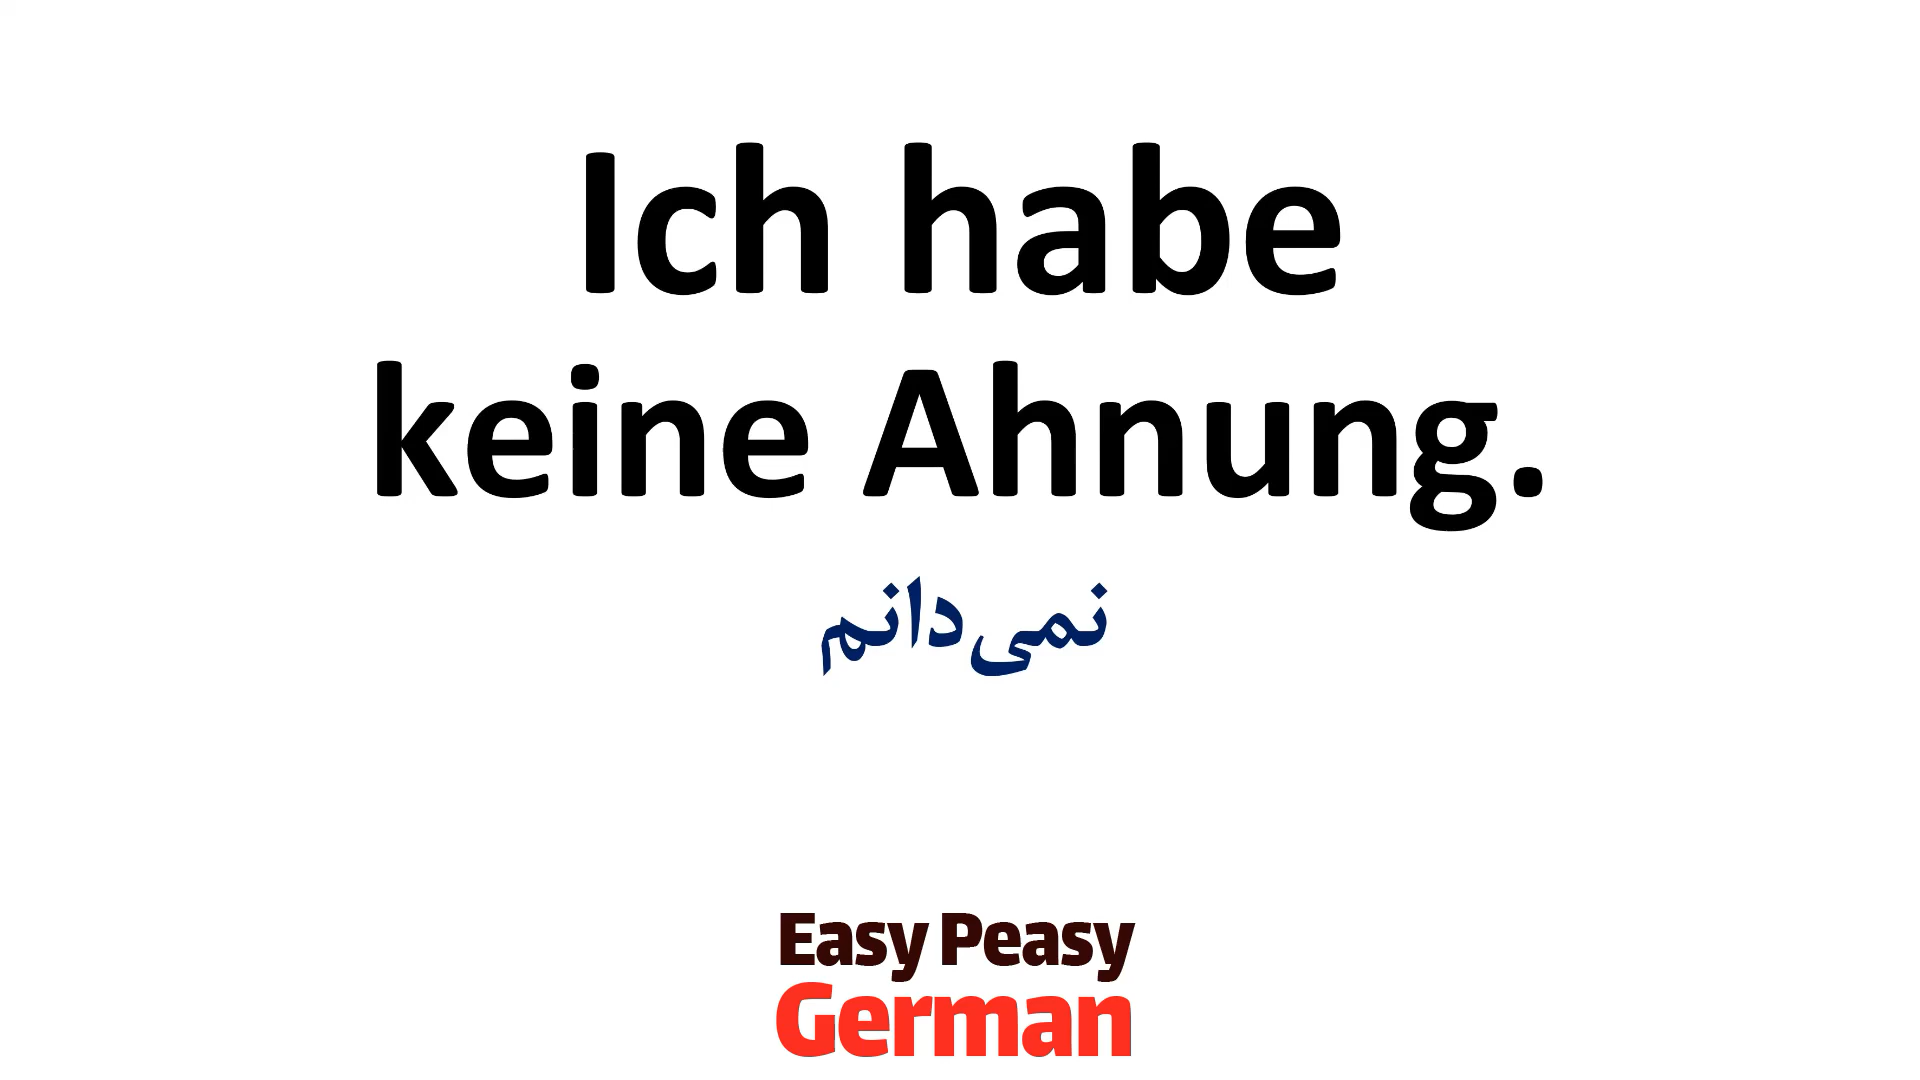 Ich habe
keine Ahnung.
نمی‌دانم
Easy Peasy
German